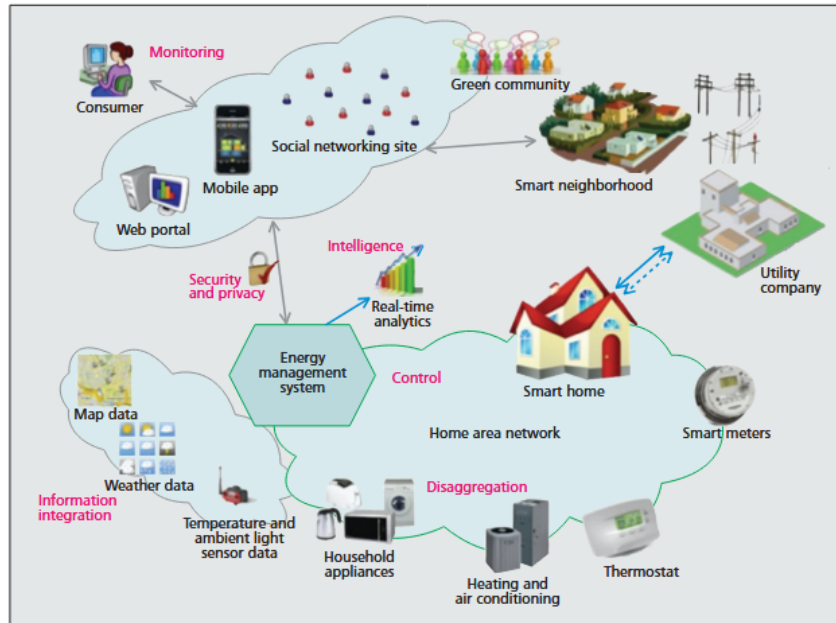 Monitoring
Consumer
Green community
Social networking site
Mobile app
Web portal
Smart neighborhood
Utility
company
Intelligence
Security
and privacy
Real-time
analytics
Energy
management
system
Control
Smart home
Map data
Home area network
Smart meters
Weather data
Disaggregation
Information
integration
Temperature and
ambient light
sensor data
Household
appliances
Thermostat
Heating and
air conditioning